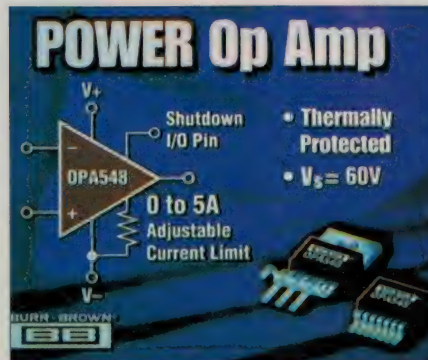 POWER Op Amp
V+
Shutdown
I/O Pin
−
OPA548
+
0 to 5A
Adjustable
Current Limit
V–
• Thermally
Protected
• Vs = 60V
BURR - BROWN
BB